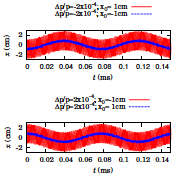 Δp/p=-2x10⁻⁴; x₀=1cm
Δp/p=-2x10⁻⁴; x₀=-1cm
x (cm)
2
0
-2
0 0.02 0.04 0.06 0.08 0.1 0.12 0.14
t (ms)
Δp/p=2x10⁻⁴; x₀=1cm
Δp/p=2x10⁻⁴; x₀=-1cm
x (cm)
2
0
-2
0 0.02 0.04 0.06 0.08 0.1 0.12 0.14
t (ms)